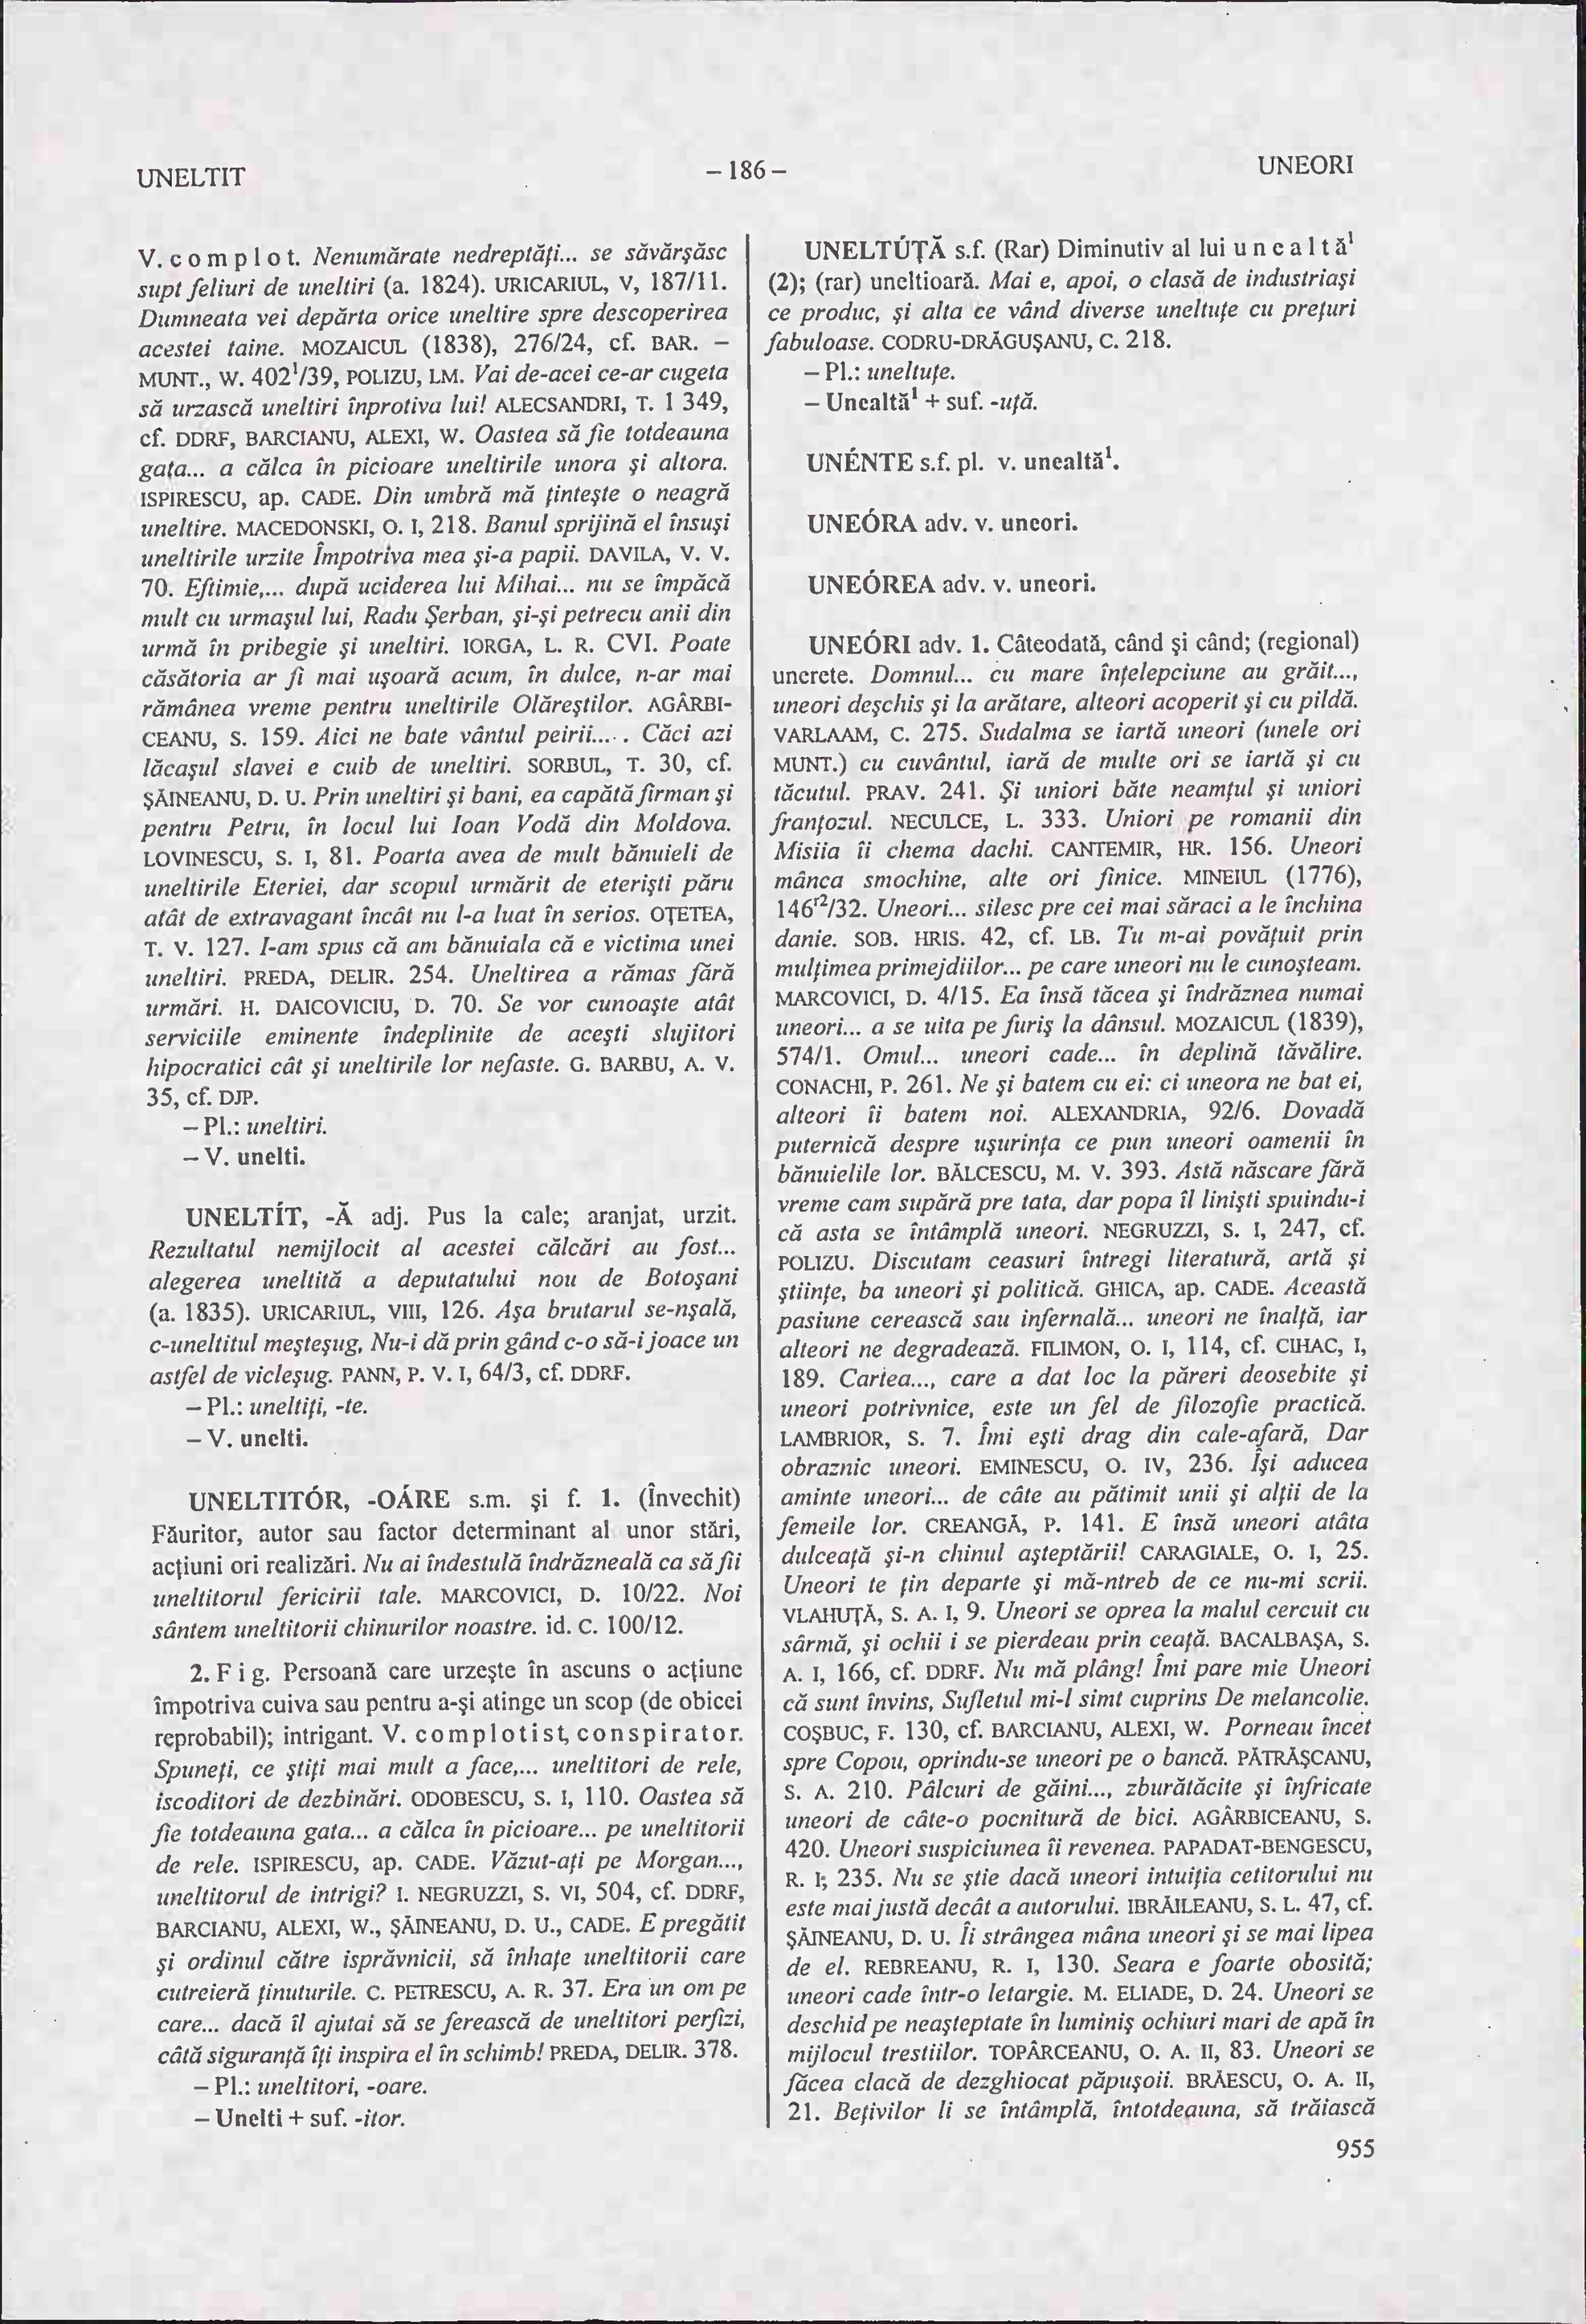 UNELTIT
– 186 –
UNEORI
V. c o m p l o t. Nenumărate nedreptăţi... se săvărşăsc
supt feliuri de uneltiri (a. 1824). URICARIUL, V, 187/11.
Dumneata vei depărta orice uneltire spre descoperirea
acestei taine. MOZAICUL (1838), 276/24, cf. BAR. –
MUNT., W. 402¹/39, POLIZU, LM. Vai de-acei ce-ar cugeta
să urzască uneltiri înprotiva lui! ALECSANDRI, T. 1 349,
cf. DDRF, BARCIANU, ALEXI, W. Oastea să fie totdeauna
gata... a călca în picioare uneltirile unora şi altora.
ISPIRESCU, ap. CADE. Din umbră mă ţinteşte o neagră
uneltire. MACEDONSKI, O. I, 218. Banul sprijină el însuşi
uneltirile urzite Împotriva mea şi-a papii. DAVILA, V. V.
70. Eftimie,... după uciderea lui Mihai... nu se împăcă
mult cu urmaşul lui, Radu Şerban, şi-şi petrecu anii din
urmă în pribegie şi uneltiri. IORGA, L. R. CVI. Poate
căsătoria ar fi mai uşoară acum, în dulce, n-ar mai
rămânea vreme pentru uneltirile Olăreştilor. AGÂRBI-
CEANU, S. 159. Aici ne bate vântul peirii..... Căci azi
lăcaşul slavei e cuib de uneltiri. SORBUL, T. 30, cf.
ŞĂINEANU, D. U. Prin uneltiri şi bani, ea capătă firman şi
pentru Petru, în locul lui Ioan Vodă din Moldova.
LOVINESCU, S. I, 81. Poarta avea de mult bănuieli de
uneltirile Eteriei, dar scopul urmărit de eterişti păru
atât de extravagant încât nu l-a luat în serios. OŢETEA,
T. V. 127. I-am spus că am bănuiala că e victima unei
uneltiri. PREDA, DELIR. 254. Uneltirea a rămas fără
urmări. H. DAICOVICIU, D. 70. Se vor cunoaşte atât
serviciile eminente îndeplinite de aceşti slujitori
hipocratici cât şi uneltirile lor nefaste. G. BARBU, A. V.
35, cf. DJP.
– Pl.: uneltiri.
– V. unelti.
UNELTÍT, -Ă adj. Pus la cale; aranjat, urzit.
Rezultatul nemijlocit al acestei călcări au fost...
alegerea uneltită a deputatului nou de Botoşani
(a. 1835). URICARIUL, VIII, 126. Aşa brutarul se-nşală,
c-uneltitul meşteşug, Nu-i dă prin gând c-o să-i joace un
astfel de vicleşug. PANN, P. V. I, 64/3, cf. DDRF.
– Pl.: uneltiţi, -te.
– V. unelti.
UNELTITÓR, -OÁRE s.m. şi f. 1. (Învechit)
Făuritor, autor sau factor determinant al unor stări,
acţiuni ori realizări. Nu ai îndestulă îndrăzneală ca să fii
uneltitorul fericirii tale. MARCOVICI, D. 10/22. Noi
sântem uneltitorii chinurilor noastre. id. C. 100/12.
2. F i g. Persoană care urzeşte în ascuns o acţiune
împotriva cuiva sau pentru a-şi atinge un scop (de obicei
reprobabil); intrigant. V. c o m p l o t i s t, c o n s p i r a t o r.
Spuneţi, ce ştiţi mai mult a face,... uneltitori de rele,
iscoditori de dezbinări. ODOBESCU, S. I, 110. Oastea să
fie totdeauna gata... a călca în picioare... pe uneltitorii
de rele. ISPIRESCU, ap. CADE. Văzut-aţi pe Morgan...,
uneltitorul de intrigi? I. NEGRUZZI, S. VI, 504, cf. DDRF,
BARCIANU, ALEXI, W., ŞĂINEANU, D. U., CADE. E pregătit
şi ordinul către isprăvnicii, să înhaţe uneltitorii care
cutreieră ţinuturile. C. PETRESCU, A. R. 37. Era un om pe
care... dacă îl ajutai să se ferească de uneltitori perfizi,
câtă siguranţă îţi inspira el în schimb! PREDA, DELIR. 378.
– Pl.: uneltitori, -oare.
– Unelti + suf. -itor.
UNELTÚŢĂ s.f. (Rar) Diminutiv al lui u n e a l t ă¹
(2); (rar) uneltioară. Mai e, apoi, o clasă de industriaşi
ce produc, şi alta ce vând diverse uneltuţe cu preţuri
fabuloase. CODRU-DRĂGUŞANU, C. 218.
– Pl.: uneltuţe.
– Unealtă¹ + suf. -uţă.
UNÉNTE s.f. pl. v. unealtă¹.
UNEÓRA adv. v. uneori.
UNEÓREA adv. v. uneori.
UNEÓRI adv. 1. Câteodată, când şi când; (regional)
unerete. Domnul... cu mare înţelepciune au grăit...,
uneori deşchis şi la arătare, alteori acoperit şi cu pildă.
VARLAAM, C. 275. Sudalma se iartă uneori (unele ori
MUNT.) cu cuvântul, iară de multe ori se iartă şi cu
tăcutul. PRAV. 241. Şi uniori băte neamţul şi uniori
franţozul. NECULCE, L. 333. Uniori pe romanii din
Misiia îi chema dachi. CANTEMIR, HR. 156. Uneori
mânca smochine, alte ori finice. MINEIUL (1776),
146ʳ²/32. Uneori... silesc pre cei mai săraci a le închina
danie. SOB. HRIS. 42, cf. LB. Tu m-ai povăţuit prin
mulţimea primejdiilor... pe care uneori nu le cunoşteam.
MARCOVICI, D. 4/15. Ea însă tăcea şi îndrăznea numai
uneori... a se uita pe furiş la dânsul. MOZAICUL (1839),
574/1. Omul... uneori cade... în deplină tăvălire.
CONACHI, P. 261. Ne şi batem cu ei: ci uneora ne bat ei,
alteori îi batem noi. ALEXANDRIA, 92/6. Dovadă
puternică despre uşurinţa ce pun uneori oamenii în
bănuielile lor. BĂLCESCU, M. V. 393. Astă născare fără
vreme cam supără pre tata, dar popa îl linişti spuindu-i
că asta se întâmplă uneori. NEGRUZZI, S. I, 247, cf.
POLIZU. Discutam ceasuri întregi literatură, artă şi
ştiinţe, ba uneori şi politică. GHICA, ap. CADE. Această
pasiune cerească sau infernală... uneori ne înalţă, iar
alteori ne degradează. FILIMON, O. I, 114, cf. CIHAC, I,
189. Cartea..., care a dat loc la păreri deosebite şi
uneori potrivnice, este un fel de filozofie practică.
LAMBRIOR, S. 7. Îmi eşti drag din cale-afară, Dar
obraznic uneori. EMINESCU, O. IV, 236. Îşi aducea
aminte uneori... de câte au pătimit unii şi alţii de la
femeile lor. CREANGĂ, P. 141. E însă uneori atâta
dulceaţă şi-n chinul aşteptării! CARAGIALE, O. I, 25.
Uneori te ţin departe şi mă-ntreb de ce nu-mi scrii.
VLAHUŢĂ, S. A. I, 9. Uneori se oprea la malul cercuit cu
sârmă, şi ochii i se pierdeau prin ceaţă. BACALBAŞA, S.
A. I, 166, cf. DDRF. Nu mă plâng! Îmi pare mie Uneori
că sunt învins, Sufletul mi-l simt cuprins De melancolie.
COŞBUC, F. 130, cf. BARCIANU, ALEXI, W. Porneau încet
spre Copou, oprindu-se uneori pe o bancă. PĂTRĂŞCANU,
S. A. 210. Pâlcuri de găini..., zburătăcite şi înfricate
uneori de câte-o pocnitură de bici. AGÂRBICEANU, S.
420. Uneori suspiciunea îi revenea. PAPADAT-BENGESCU,
R. I; 235. Nu se ştie dacă uneori intuiţia cetitorului nu
este mai justă decât a autorului. IBRĂILEANU, S. L. 47, cf.
ŞĂINEANU, D. U. Îi strângea mâna uneori şi se mai lipea
de el. REBREANU, R. I, 130. Seara e foarte obosită;
uneori cade într-o letargie. M. ELIADE, D. 24. Uneori se
deschid pe neaşteptate în luminiş ochiuri mari de apă în
mijlocul trestiilor. TOPÂRCEANU, O. A. II, 83. Uneori se
făcea clacă de dezghiocat păpuşoii. BRĂESCU, O. A. II,
21. Beţivilor li se întâmplă, întotdeauna, să trăiască
955